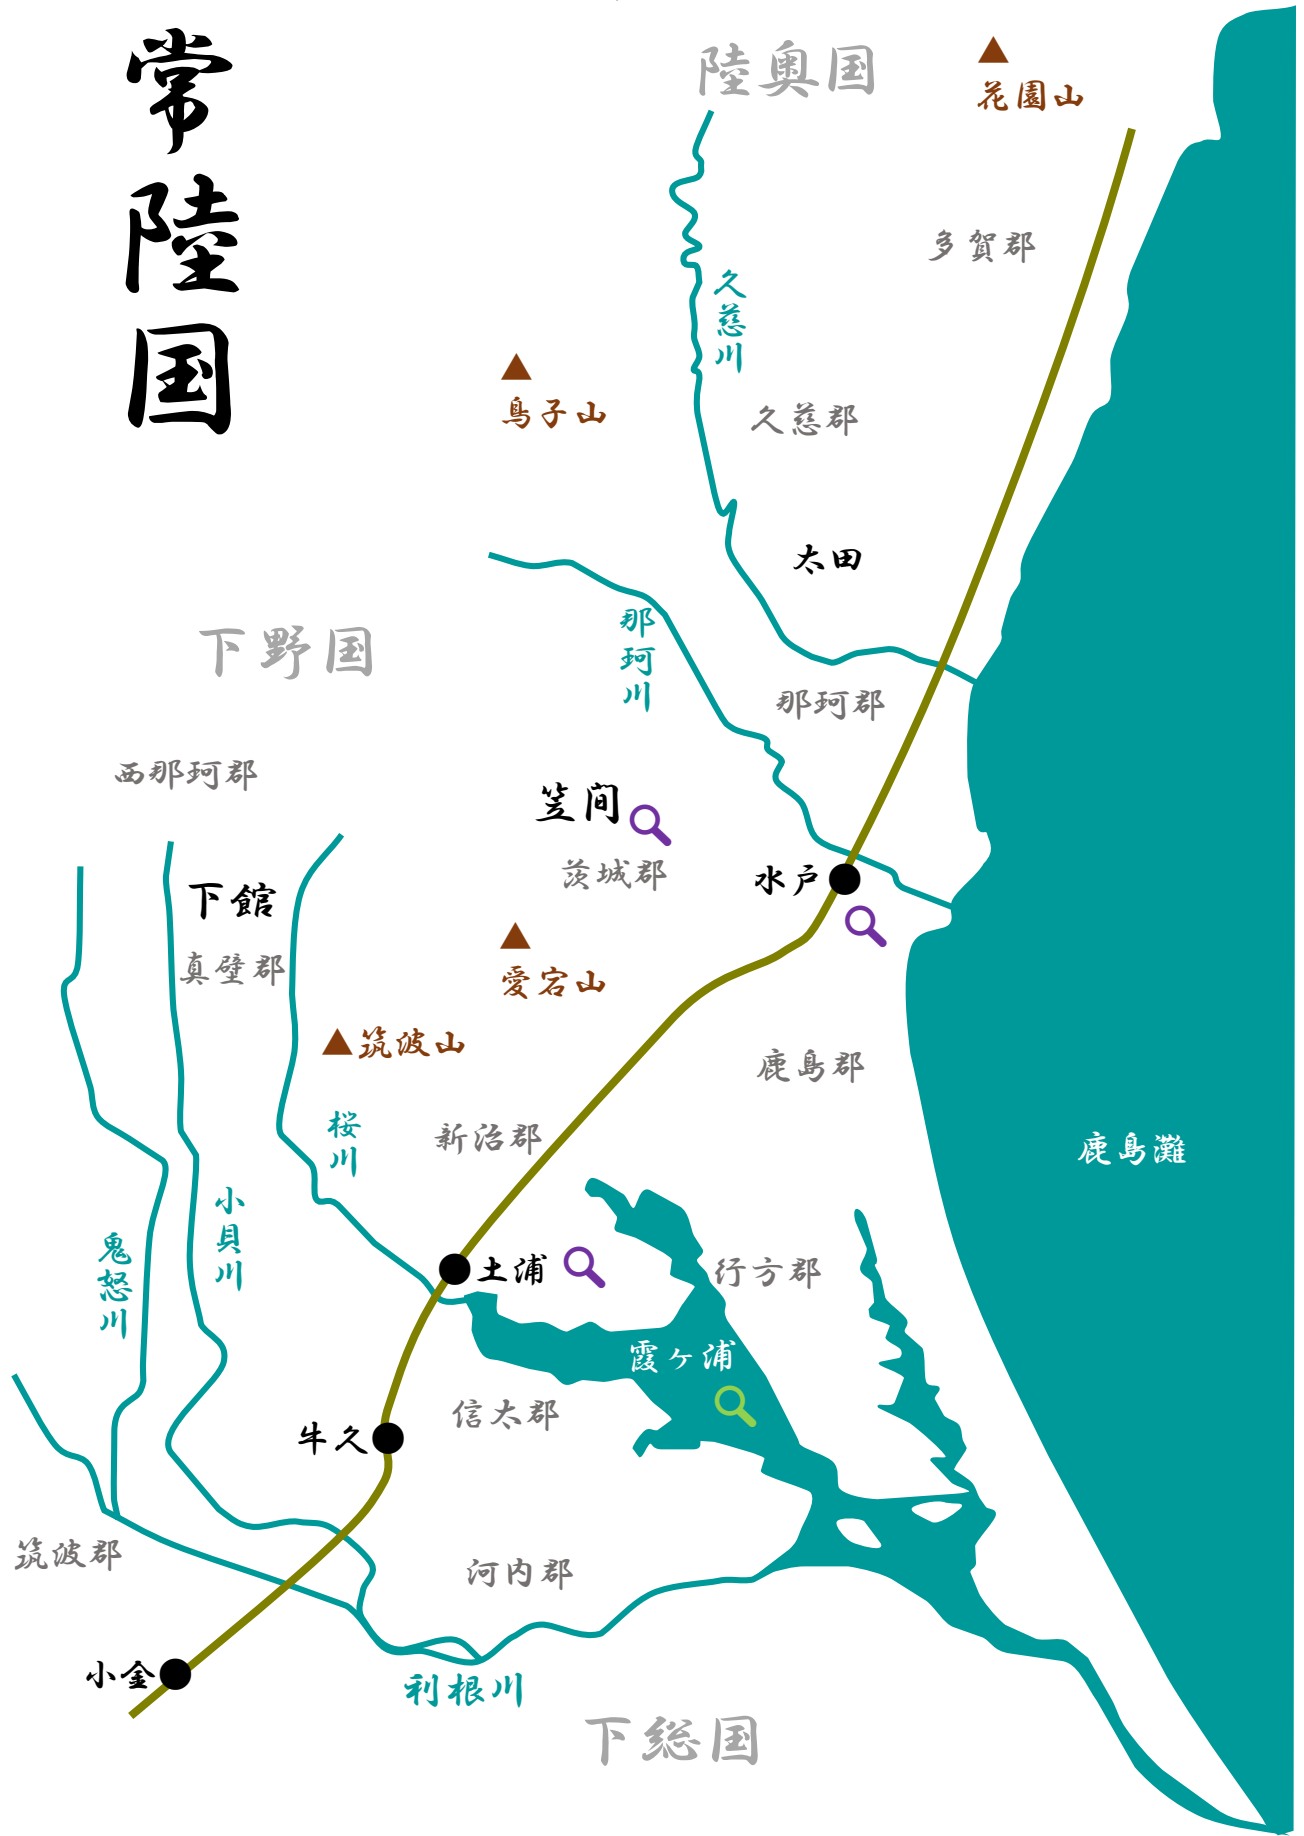 常陸国
陸奥国
花園山
多賀郡
久慈川
鳥子山
久慈郡
太田
那珂川
下野国
那珂郡
西那珂郡
笠间
茨城郡
水戸
下館
真壁郡
愛宕山
筑波山
鹿島郡
桜川
新治郡
鹿島灘
小貝川
鬼怒川
土浦
行方郡
霞ヶ浦
信太郡
牛久
筑波郡
河内郡
小金
利根川
下総国